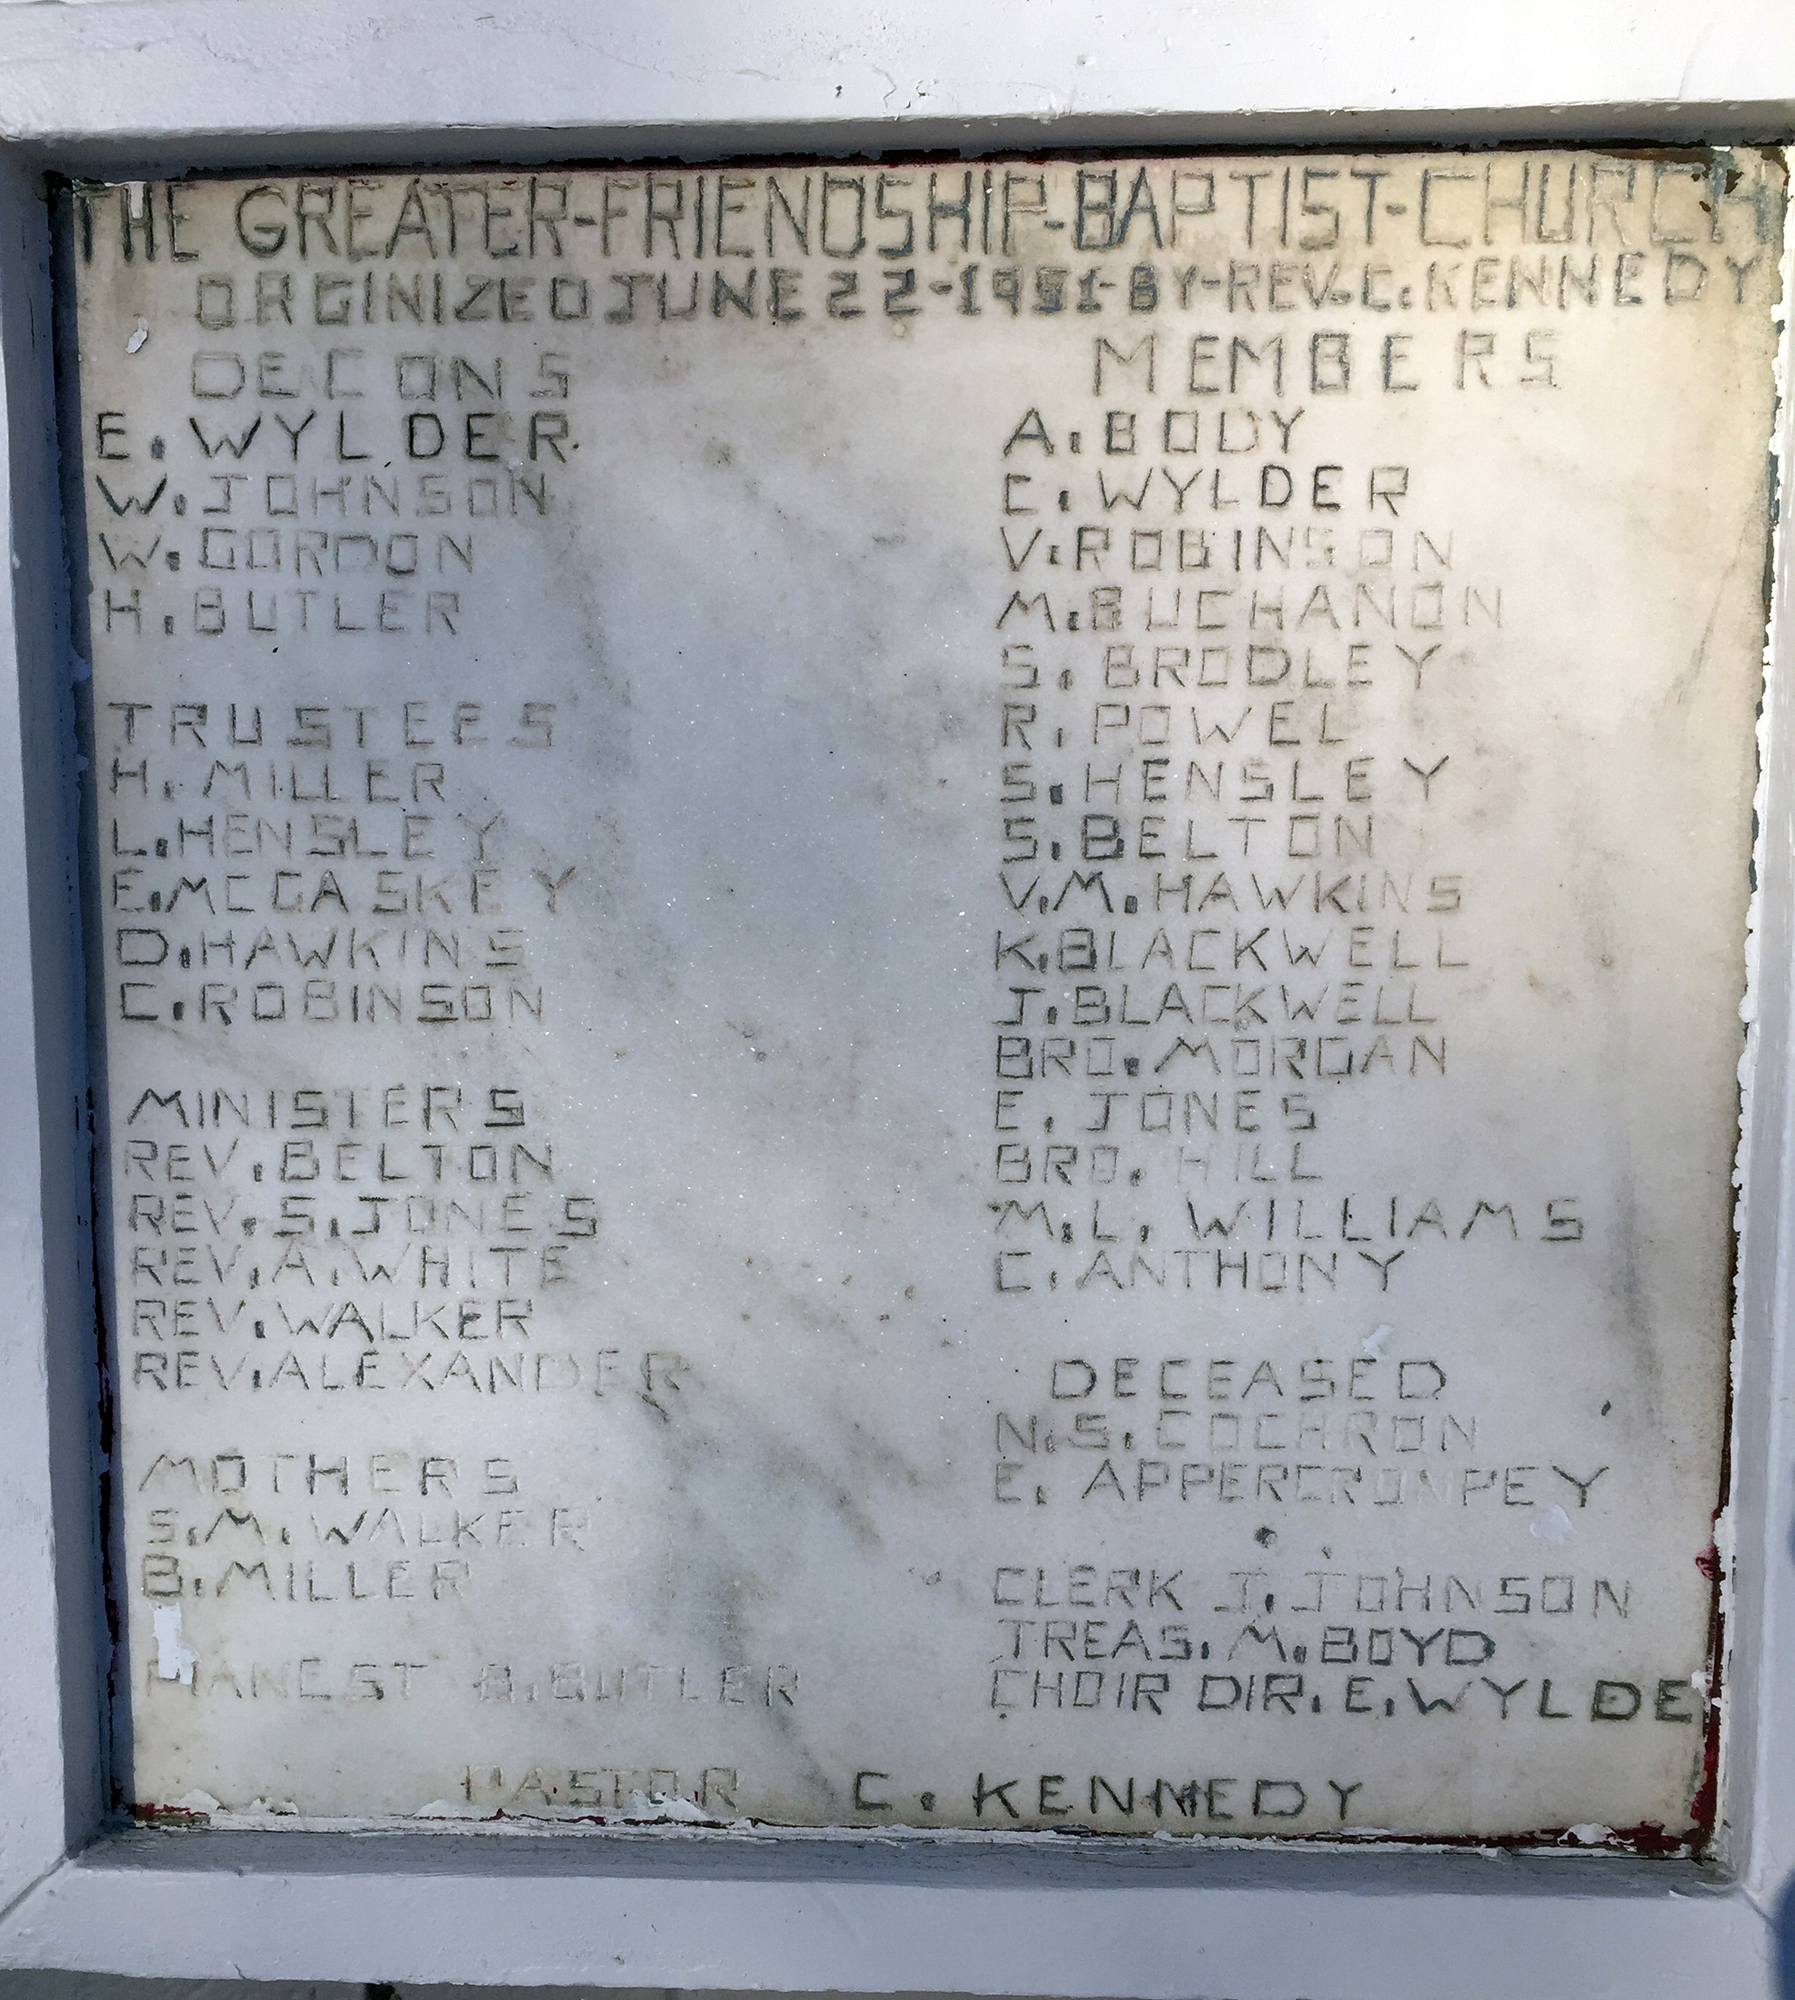 THE GREATER-FRIENDSHIP-BAPTIST-CHURCH
ORGINIZED JUNE 22-1951-BY-REV.C.KENNEDY
DECONS
E. WYLDER
W. JOHNSON
W. GORDON
H. BUTLER
TRUSTEES
H. MILLER
L. HENSLEY
E. MCGASKEY
D. HAWKINS
C. ROBINSON
MINISTERS
REV. BELTON
REV. S. JONES
REV. A. WHITE
REV. WALKER
REV. ALEXANDER
MOTHERS
S.M. WALKER
B. MILLER
PIANEST B. BUTLER
MEMBERS
A. BODY
C. WYLDER
V. ROBINSON
M. BUCHANON
S. BRODLEY
R. POWEL
S. HENSLEY
S. BELTON
V.M. HAWKINS
K. BLACKWELL
J. BLACKWELL
BRO. MORGAN
E. JONES
BRO. HILL
M.L. WILLIAMS
C. ANTHONY
DECEASED
N.S. COCHRON
E. APPERCRONPEY
CLERK J. JOHNSON
TREAS. M. BOYD
CHOIR DIR. E. WYLDE
PASTOR C. KENNEDY